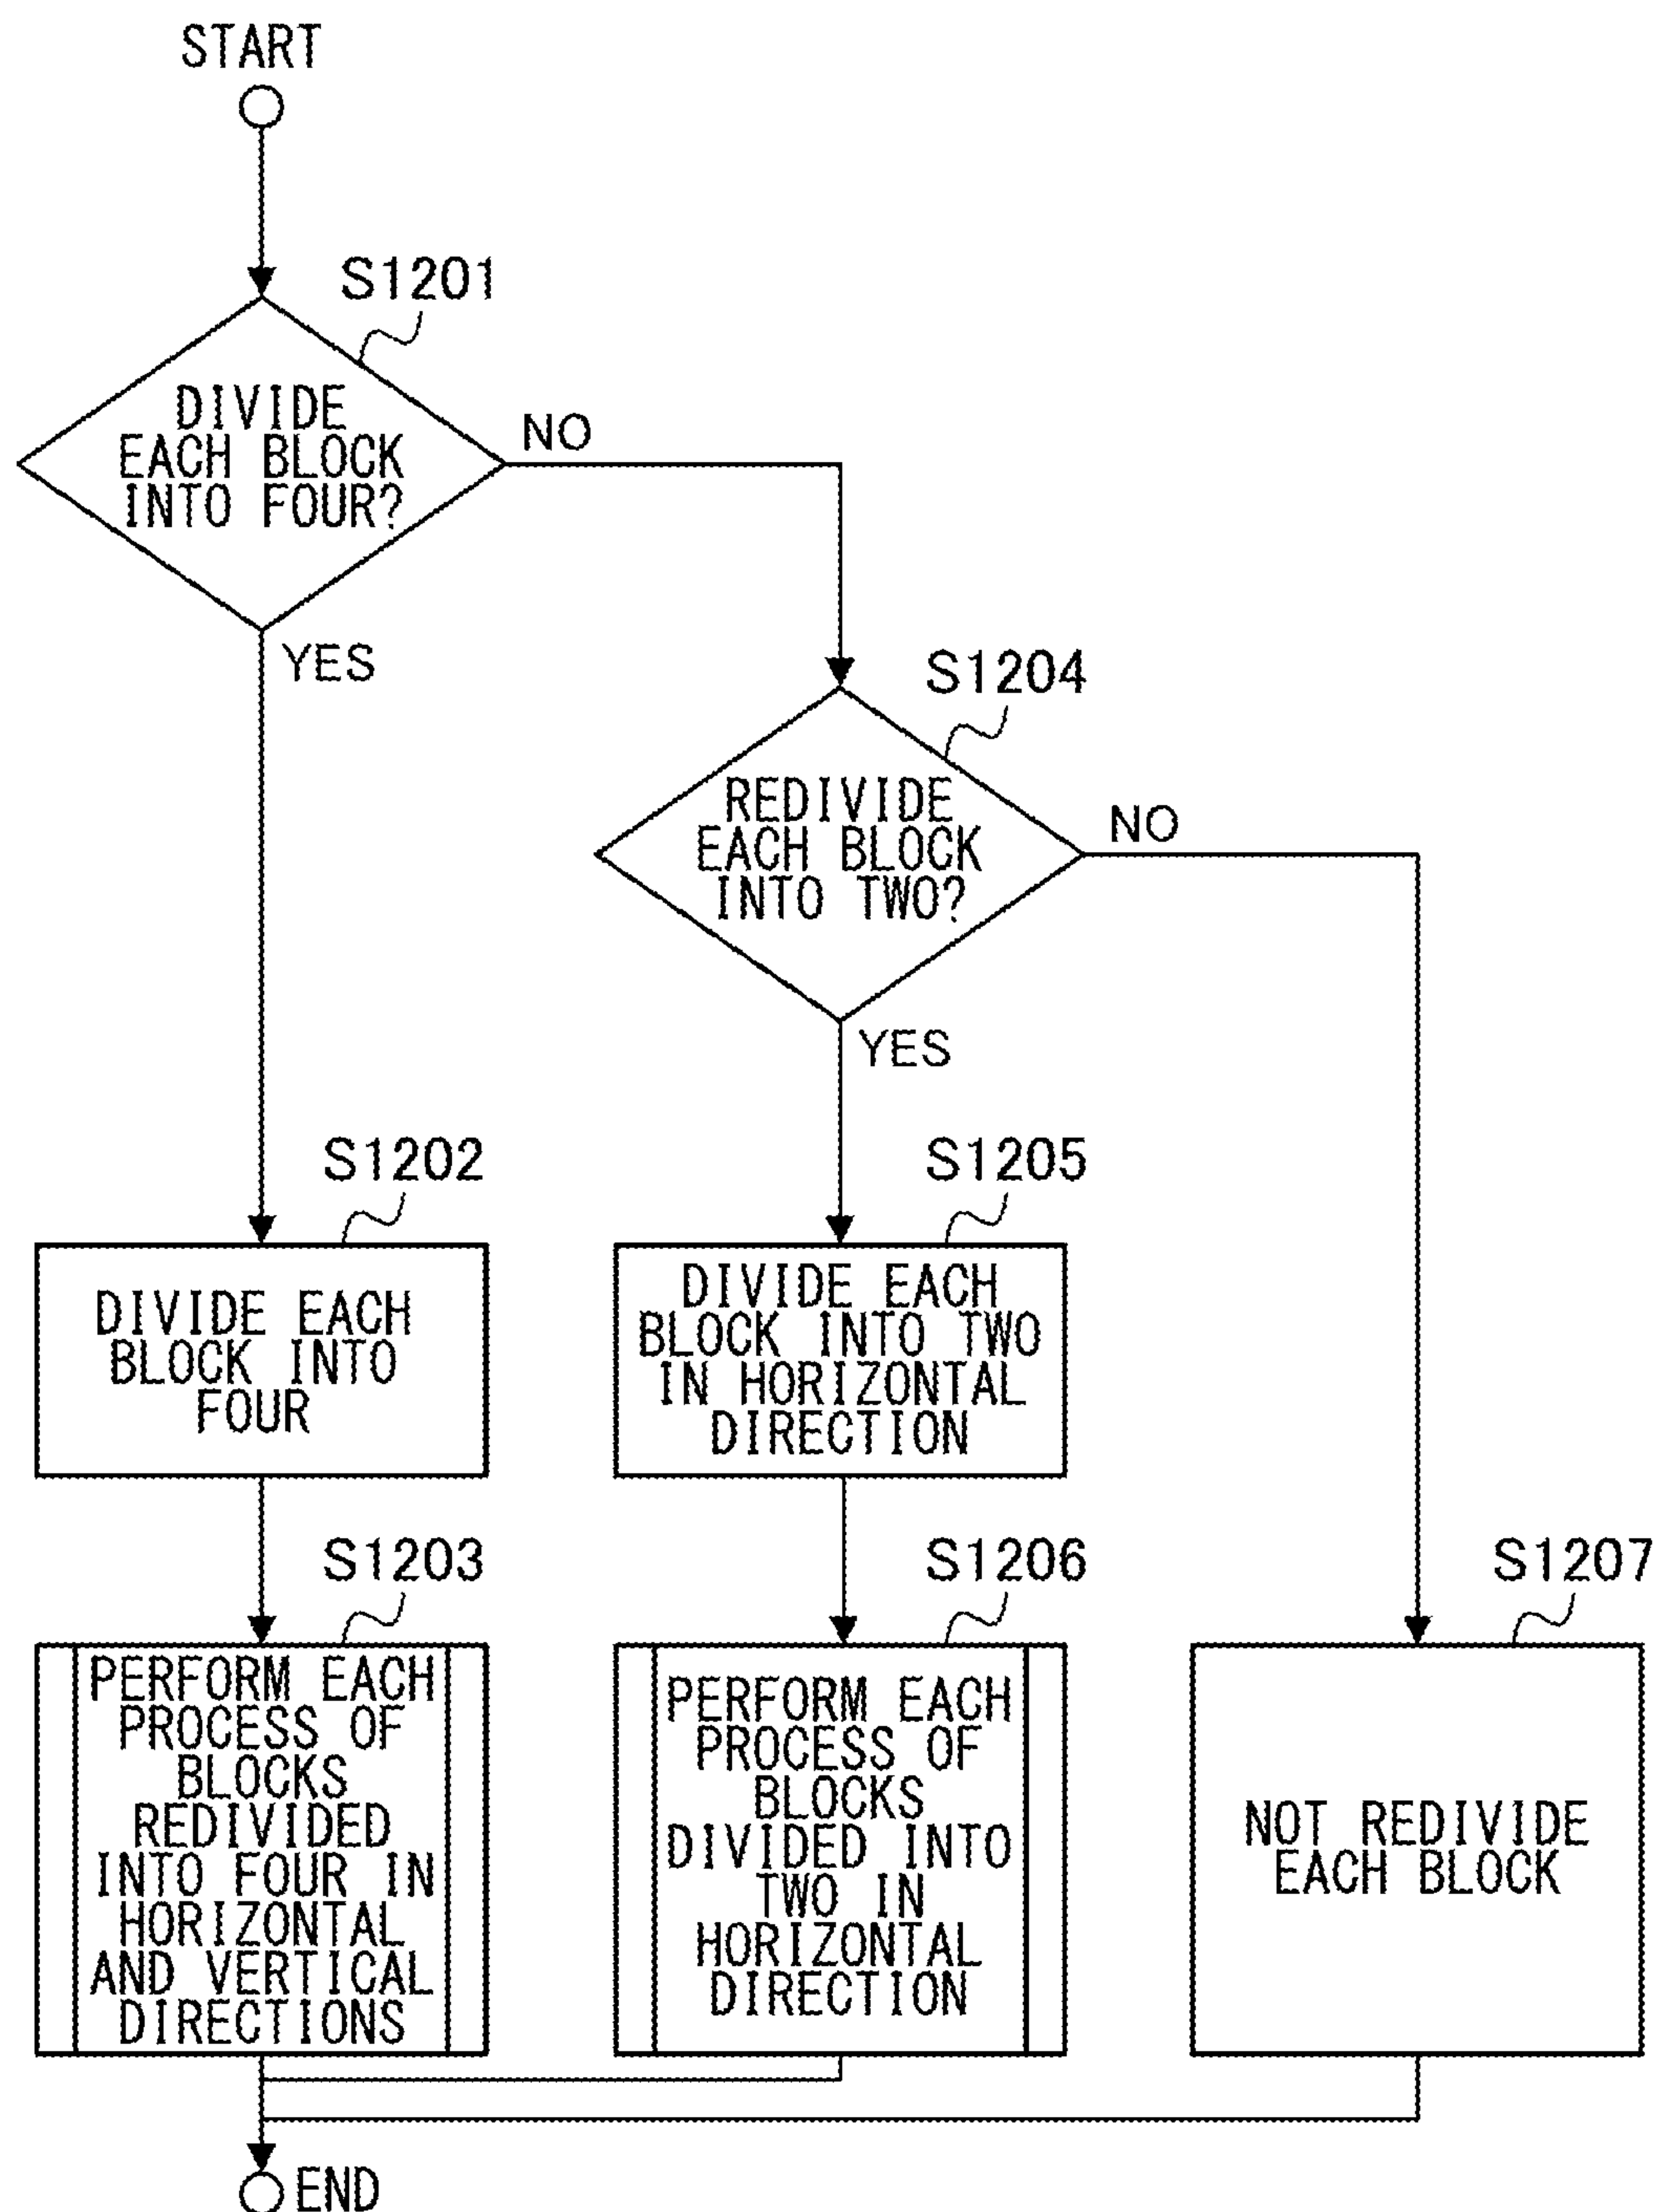 START
S1201
DIVIDE
EACH BLOCK
INTO FOUR?
NO
YES
S1204
REDIVIDE
EACH BLOCK
INTO TWO?
NO
YES
S1202
DIVIDE EACH
BLOCK INTO
FOUR
S1205
DIVIDE EACH
BLOCK INTO TWO
IN HORIZONTAL
DIRECTION
S1203
PERFORM EACH
PROCESS OF
BLOCKS
REDIVIDED
INTO FOUR IN
HORIZONTAL
AND VERTICAL
DIRECTIONS
S1206
PERFORM EACH
PROCESS OF
BLOCKS
DIVIDED INTO
TWO IN
HORIZONTAL
DIRECTION
S1207
NOT REDIVIDE
EACH BLOCK
END